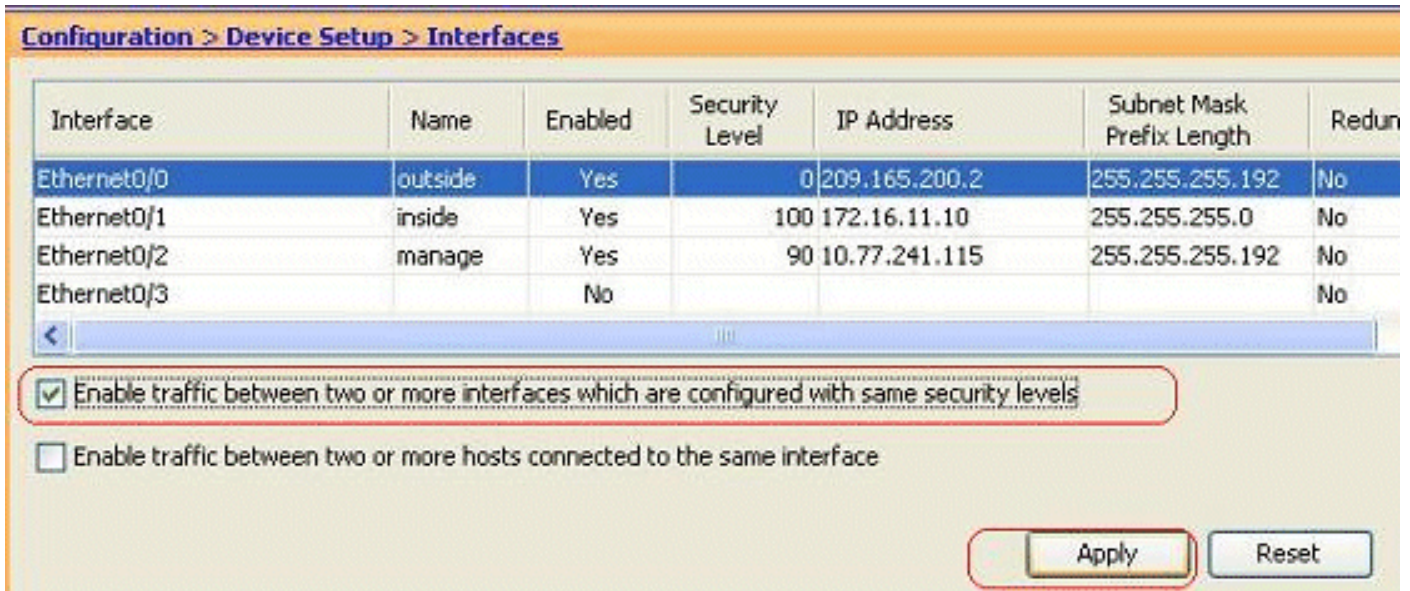 Configuration > Device Setup > Interfaces
Interface Name Enabled Security Level IP Address Subnet Mask Prefix Length Redun
Ethernet0/0 outside Yes 0 209.165.200.2 255.255.255.192 No
Ethernet0/1 inside Yes 100 172.16.11.10 255.255.255.0 No
Ethernet0/2 manage Yes 90 10.77.241.115 255.255.255.192 No
Ethernet0/3 No No
Enable traffic between two or more interfaces which are configured with same security levels
Enable traffic between two or more hosts connected to the same interface
Apply Reset